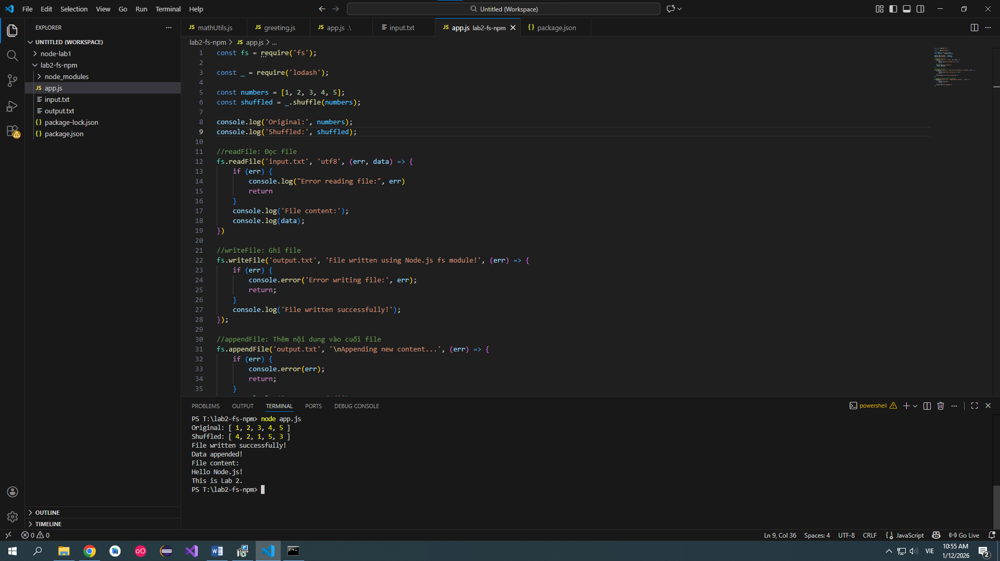 File Edit Selection View Go Run Terminal Help
Untitled (Workspace)
EXPLORER
UNTITLED (WORKSPACE)
node-lab1
lab2-fs-npm
node_modules
JS app.js
input.txt
output.txt
{} package-lock.json
{} package.json
OUTLINE
TIMELINE
JS mathUtils.js
JS greeting.js
JS app.js .\
input.txt
JS app.js lab2-fs-npm
{} package.json
lab2-fs-npm > JS app.js > ...
1 const fs = require('fs');
2
3 const _ = require('lodash');
4
5 const numbers = [1, 2, 3, 4, 5];
6 const shuffled = _.shuffle(numbers);
7
8 console.log('Original:', numbers);
9 console.log('Shuffled:', shuffled);
10
11 //readFile: Đọc file
12 fs.readFile('input.txt', 'utf8', (err, data) => {
13 if (err) {
14 console.log("Error reading file:", err)
15 return
16 }
17 console.log('File content:');
18 console.log(data);
19 })
20
21 //writeFile: Ghi file
22 fs.writeFile('output.txt', 'File written using Node.js fs module!', (err) => {
23 if (err) {
24 console.error('Error writing file:', err);
25 return;
26 }
27 console.log('File written successfully!');
28 });
29
30 //appendFile: Thêm nội dung vào cuối file
31 fs.appendFile('output.txt', '\nAppending new content...', (err) => {
32 if (err) {
33 console.error(err);
34 return;
35 }
PROBLEMS OUTPUT TERMINAL PORTS DEBUG CONSOLE
powershell
PS T:\lab2-fs-npm> node app.js
Original: [ 1, 2, 3, 4, 5 ]
Shuffled: [ 4, 2, 1, 5, 3 ]
File written successfully!
Data appended!
File content:
Hello Node.js!
This is Lab 2.
PS T:\lab2-fs-npm>
0 0
Ln 9, Col 36 Spaces: 4 UTF-8 CRLF {} JavaScript Go Live
VIE
10:55 AM
1/12/2026
2